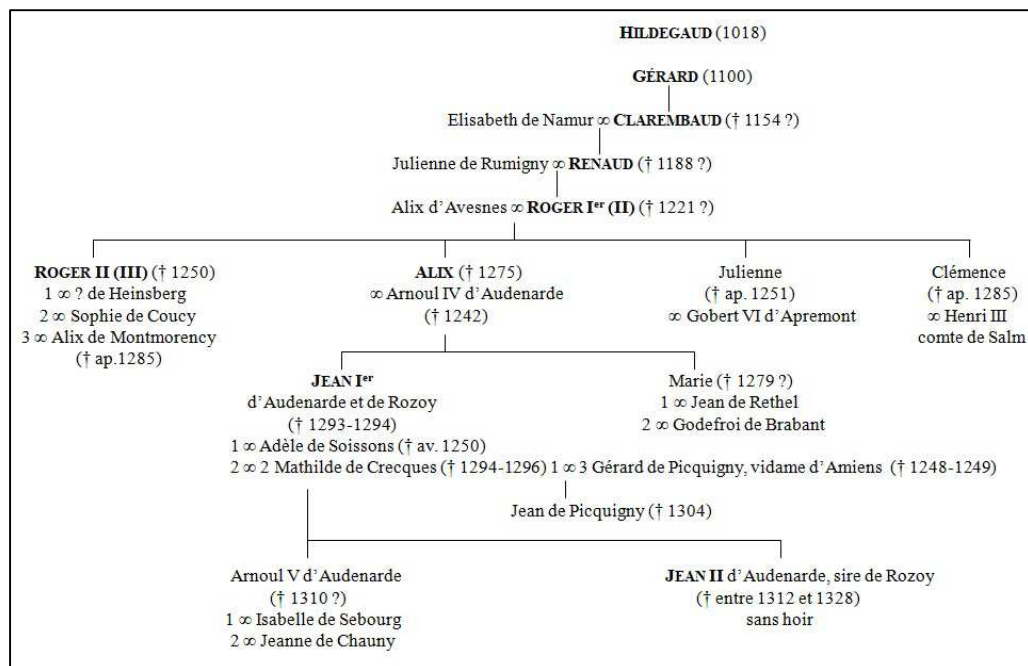 HILDEGAUD (1018)
GÉRARD (1100)
Elisabeth de Namur ∞ CLAREMBAUD († 1154 ?)
Julienne de Rumigny ∞ RENAUD († 1188 ?)
Alix d'Avesnes ∞ ROGER Ier (II) († 1221 ?)
ROGER II (III) († 1250)
1 ∞ ? de Heinsberg
2 ∞ Sophie de Coucy
3 ∞ Alix de Montmorency
(† ap.1285)
ALIX († 1275)
∞ Arnoul IV d'Audenarde
(† 1242)
Julienne
(† ap. 1251)
∞ Gobert VI d'Apremont
Clémence
(† ap. 1285)
∞ Henri III
comte de Salm
JEAN Ier
d'Audenarde et de Rozoy
(† 1293-1294)
1 ∞ Adèle de Soissons († av. 1250)
2 ∞ 2 Mathilde de Crecques († 1294-1296) 1 ∞ 3 Gérard de Picquigny, vidame d'Amiens († 1248-1249)
Marie († 1279 ?)
1 ∞ Jean de Rethel
2 ∞ Godefroi de Brabant
Jean de Picquigny († 1304)
Arnoul V d'Audenarde
(† 1310 ?)
1 ∞ Isabelle de Sebourg
2 ∞ Jeanne de Chauny
JEAN II d'Audenarde, sire de Rozoy
(† entre 1312 et 1328)
sans hoir